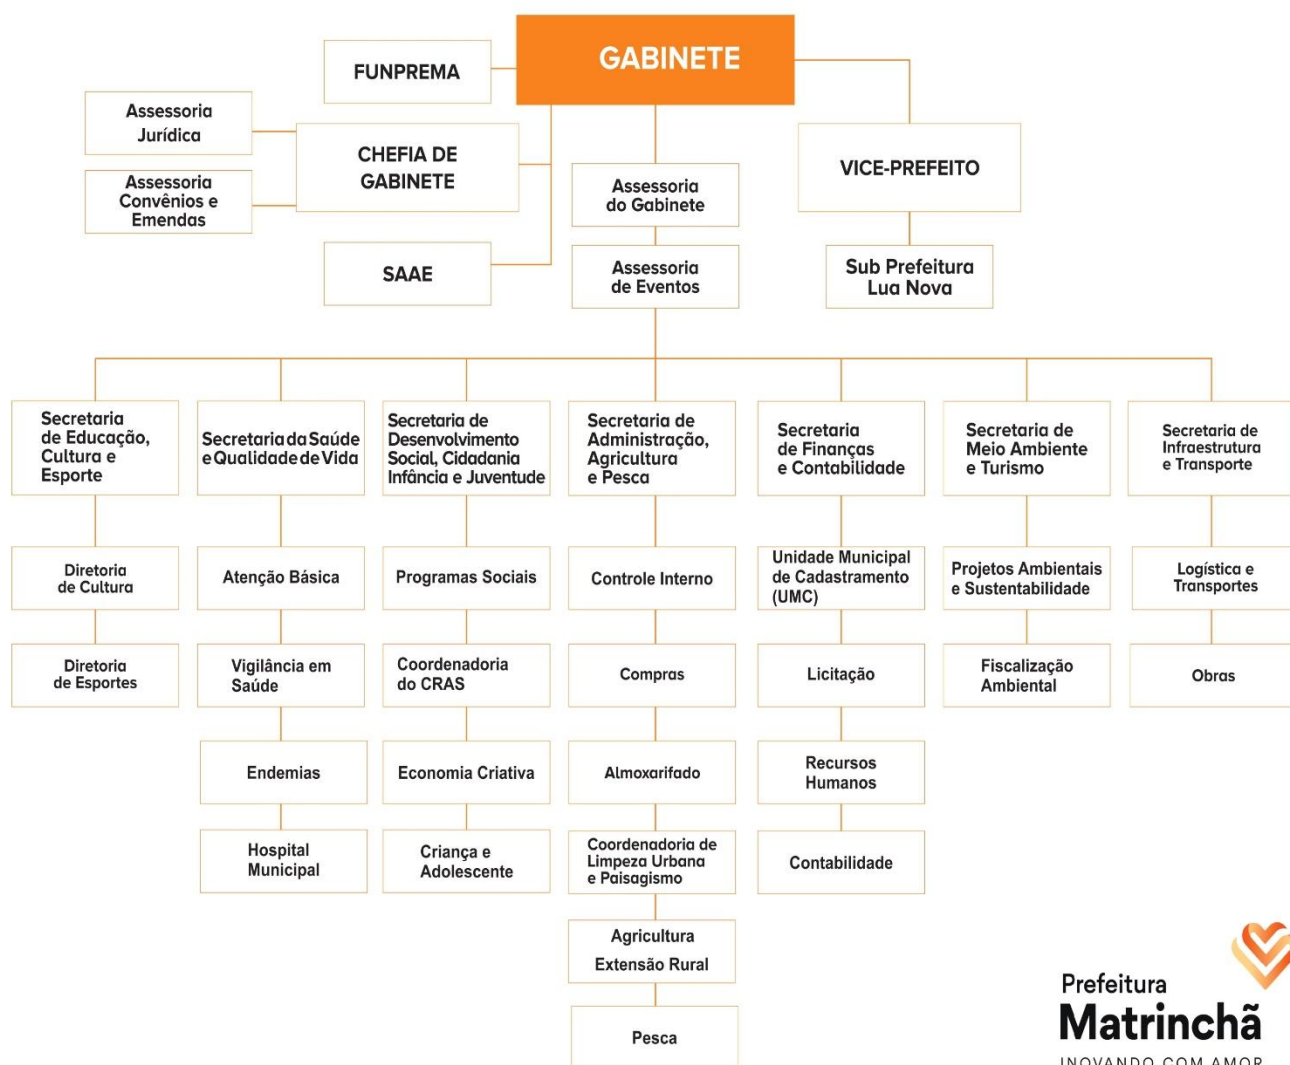 GABINETE
FUNPREMA
Assessoria
Jurídica
CHEFIA DE
GABINETE
Assessoria
Convênios e
Emendas
SAAE
Assessoria
do Gabinete
Assessoria
de Eventos
VICE-PREFEITO
Sub Prefeitura
Lua Nova
Secretaria
de Educação,
Cultura e
Esporte
Diretoria
de Cultura
Diretoria
de Esportes
Secretaria da Saúde
e Qualidade de Vida
Atenção Básica
Vigilância em
Saúde
Endemias
Hospital
Municipal
Secretaria de
Desenvolvimento
Social, Cidadania
Infância e Juventude
Programas Sociais
Coordenadoria
do CRAS
Economia Criativa
Criança e
Adolescente
Secretaria de
Administração,
Agricultura
e Pesca
Controle Interno
Compras
Almoxarifado
Coordenadoria de
Limpeza Urbana
e Paisagismo
Agricultura
Extensão Rural
Pesca
Secretaria
de Finanças
e Contabilidade
Unidade Municipal
de Cadastramento
(UMC)
Licitação
Recursos
Humanos
Contabilidade
Secretaria de
Meio Ambiente
e Turismo
Projetos Ambientais
e Sustentabilidade
Fiscalização
Ambiental
Secretaria de
Infraestrutura
e Transporte
Logística e
Transportes
Obras
Prefeitura
Matrinchã
INOVANDO COM AMOR